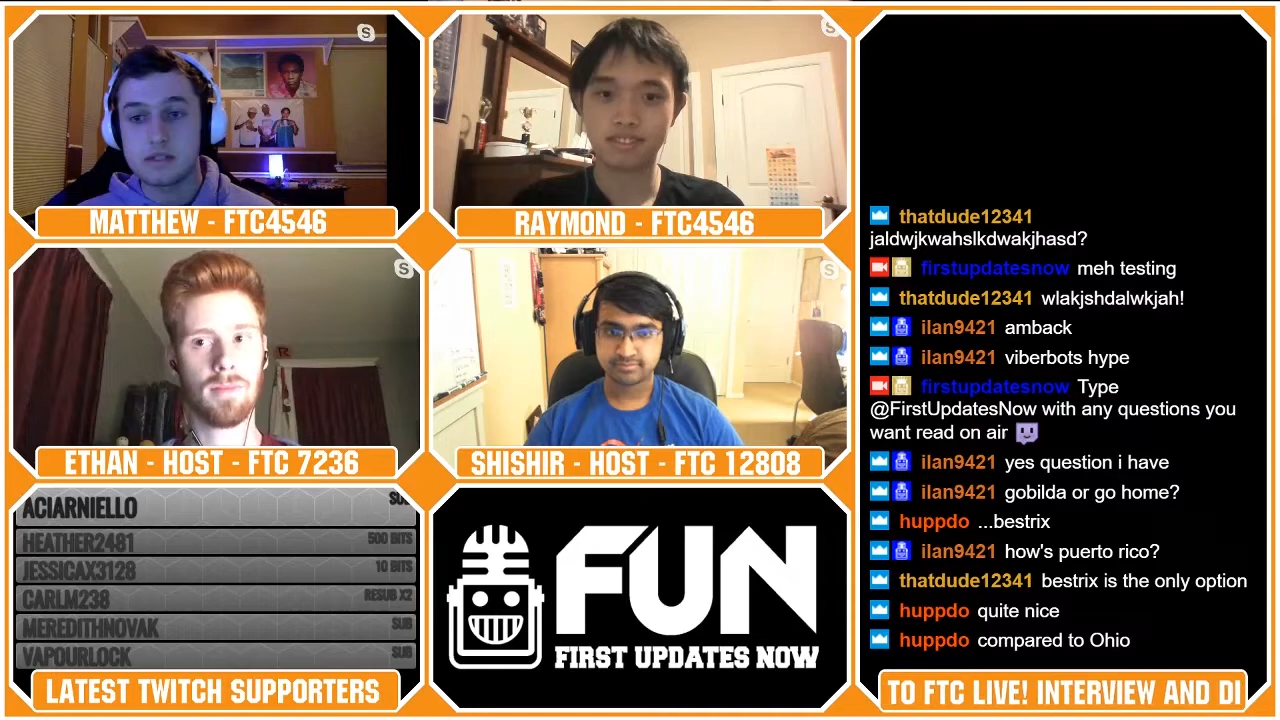 MATTHEW - FTC4546
RAYMOND - FTC4546
ETHAN - HOST - FTC 7236
SHISHIR - HOST - FTC 12808
ACIARNIELLO SUB
HEATHER2481 500 BITS
JESSICAX3128 10 BITS
CARLM238 RESUB X2
MEREDITHNOVAK SUB
VAPOURLOCK SUB
LATEST TWITCH SUPPORTERS
FUN
FIRST UPDATES NOW
thatdude12341
jaldwjkwahslkdwakjhasd?
firstupdatesnow meh testing
thatdude12341 wlakjshdalwkjah!
ilan9421 amback
ilan9421 viberbots hype
firstupdatesnow Type
@FirstUpdatesNow with any questions you
want read on air
ilan9421 yes question i have
ilan9421 gobilda or go home?
huppdo ...bestrix
ilan9421 how's puerto rico?
thatdude12341 bestrix is the only option
huppdo quite nice
huppdo compared to Ohio
TO FTC LIVE! INTERVIEW AND DI